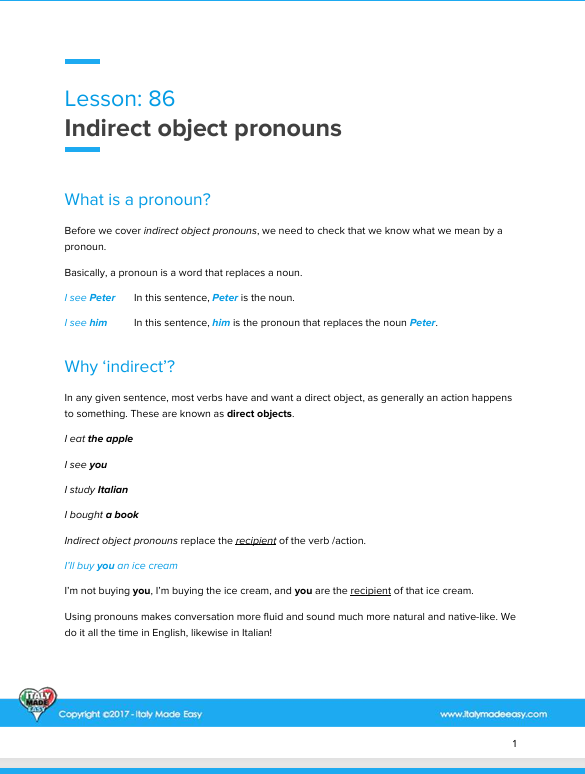 Lesson: 86
Indirect object pronouns
What is a pronoun?
Before we cover indirect object pronouns, we need to check that we know what we mean by a
pronoun.
Basically, a pronoun is a word that replaces a noun.
I see Peter In this sentence, Peter is the noun.
I see him In this sentence, him is the pronoun that replaces the noun Peter.
Why ‘indirect’?
In any given sentence, most verbs have and want a direct object, as generally an action happens
to something. These are known as direct objects.
I eat the apple
I see you
I study Italian
I bought a book
Indirect object pronouns replace the recipient of the verb /action.
I’ll buy you an ice cream
I’m not buying you, I’m buying the ice cream, and you are the recipient of that ice cream.
Using pronouns makes conversation more fluid and sound much more natural and native-like. We
do it all the time in English, likewise in Italian!
ITALY
MADE
EASY
Copyright ©2017 - Italy Made Easy www.italymadeeasy.com
1